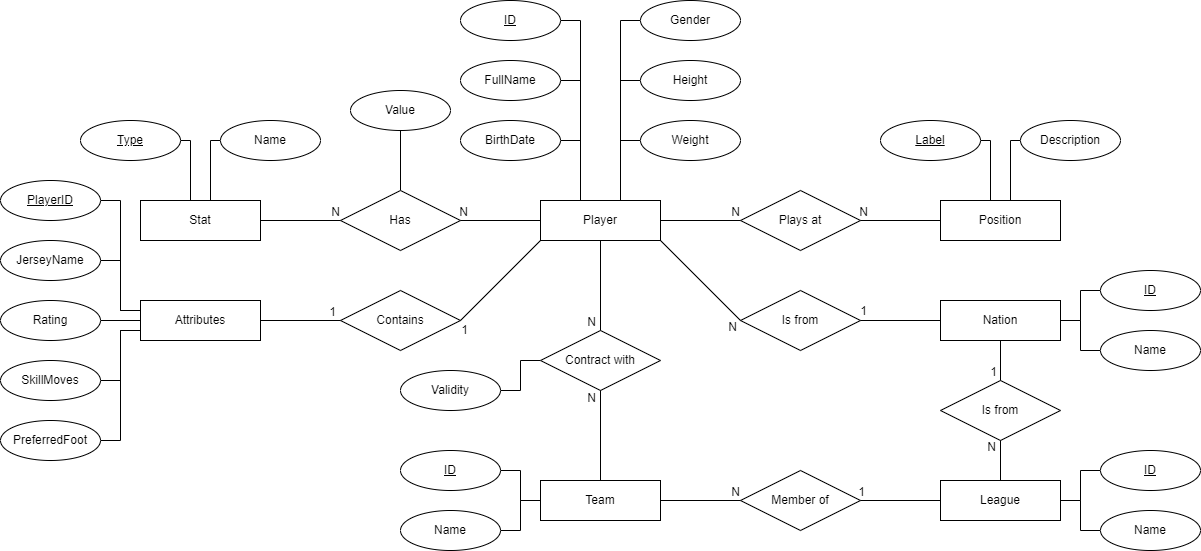 ID
Gender
FullName
Height
Value
Type
Name
BirthDate
Weight
Label
Description
PlayerID
Stat
N
Has
N
Player
N
Plays at
N
Position
JerseyName
Rating
Attributes
1
Contains
1
N
N
Is from
1
Nation
ID
Name
SkillMoves
Validity
Contract with
N
1
Is from
N
PreferredFoot
ID
Name
Team
N
Member of
1
League
ID
Name